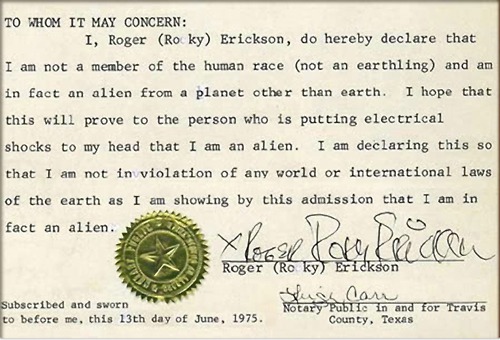 TO WHOM IT MAY CONCERN:
I, Roger (Rocky) Erickson, do hereby declare that
I am not a member of the human race (not an earthling) and am
in fact an alien from a planet other than earth. I hope that
this will prove to the person who is putting electrical
shocks to my head that I am an alien. I am declaring this so
that I am not in violation of any world or international laws
of the earth as I am showing by this admission that I am in
fact an alien.
X Roger Roky Erickson
Roger (Rocky) Erickson
Carr
Subscribed and sworn
to before me, this 13th day of June, 1975.
Notary Public in and for Travis
County, Texas